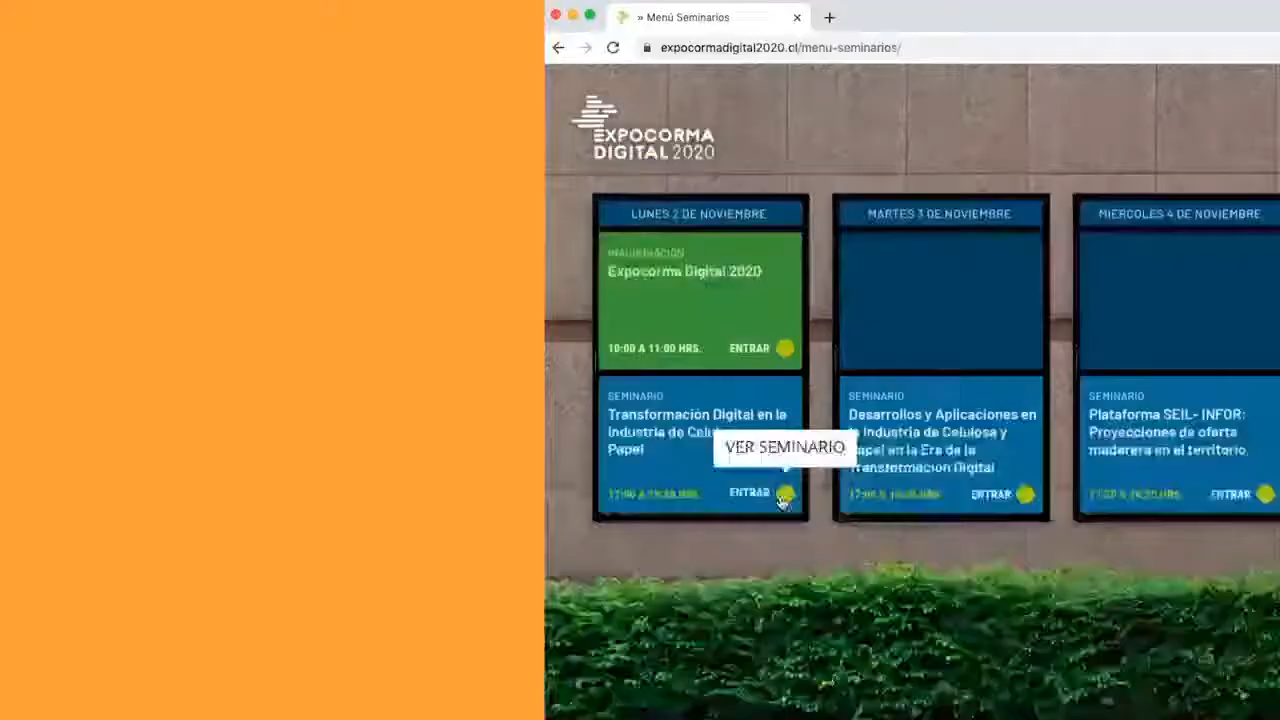 » Menú Seminarios
expocormadigital2020.cl/menu-seminarios/
EXPOCORMA
DIGITAL 2020
LUNES 2 DE NOVIEMBRE
INAUGURACIÓN
Expocorma Digital 2020
10:00 A 11:00 HRS.
ENTRAR
SEMINARIO
Transformación Digital en la
Industria de
Papel
VER SEMINARIO
ENTRAR
MARTES 3 DE NOVIEMBRE
SEMINARIO
Desarrollos y Aplicaciones en
la Industria de Celulosa y
Papel en la Era de la
Transformación Digital
ENTRAR
MIERCOLES 4 DE NOVIEMBRE
SEMINARIO
Plataforma SEIL- INFOR:
Proyecciones de oferta
maderera en el territorio.
ENTRAR